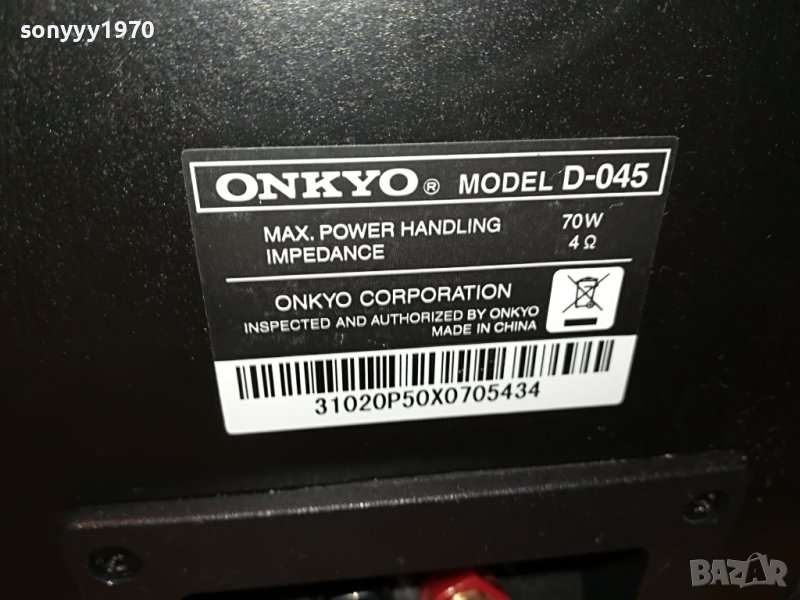 sonyyy1970
ONKYO® MODEL D-045
MAX. POWER HANDLING 70W
IMPEDANCE 4Ω
ONKYO CORPORATION
INSPECTED AND AUTHORIZED BY ONKYO
MADE IN CHINA
31020P50X0705434
BAZAR